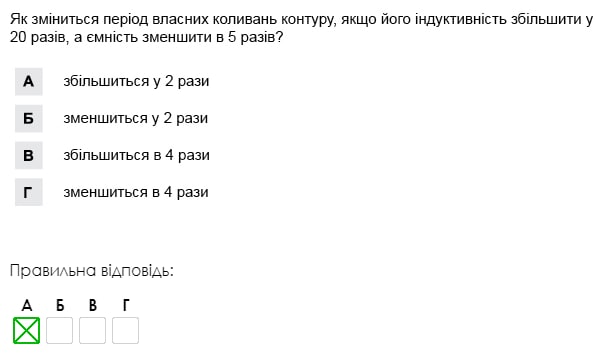 Як зміниться період власних коливань контуру, якщо його індуктивність збільшити у
20 разів, а ємність зменшити в 5 разів?
А збільшиться у 2 рази
Б зменшиться у 2 рази
В збільшиться в 4 рази
Г зменшиться в 4 рази
Правильна відповідь:
А Б В Г